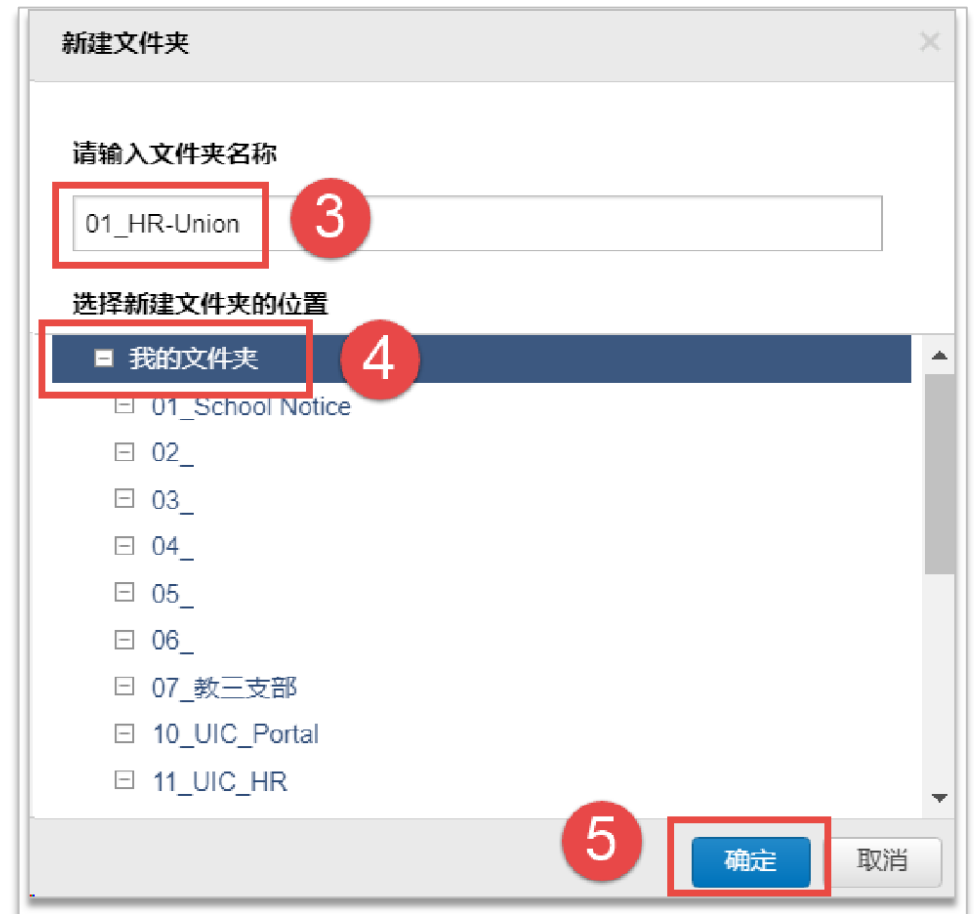 新建文件夹
请输入文件夹名称
01_HR-Union
3
选择新建文件夹的位置
我的文件夹
4
01_School Notice
02_
03_
04_
05_
06_
07_教三支部
10_UIC_Portal
11_UIC_HR
5
确定
取消